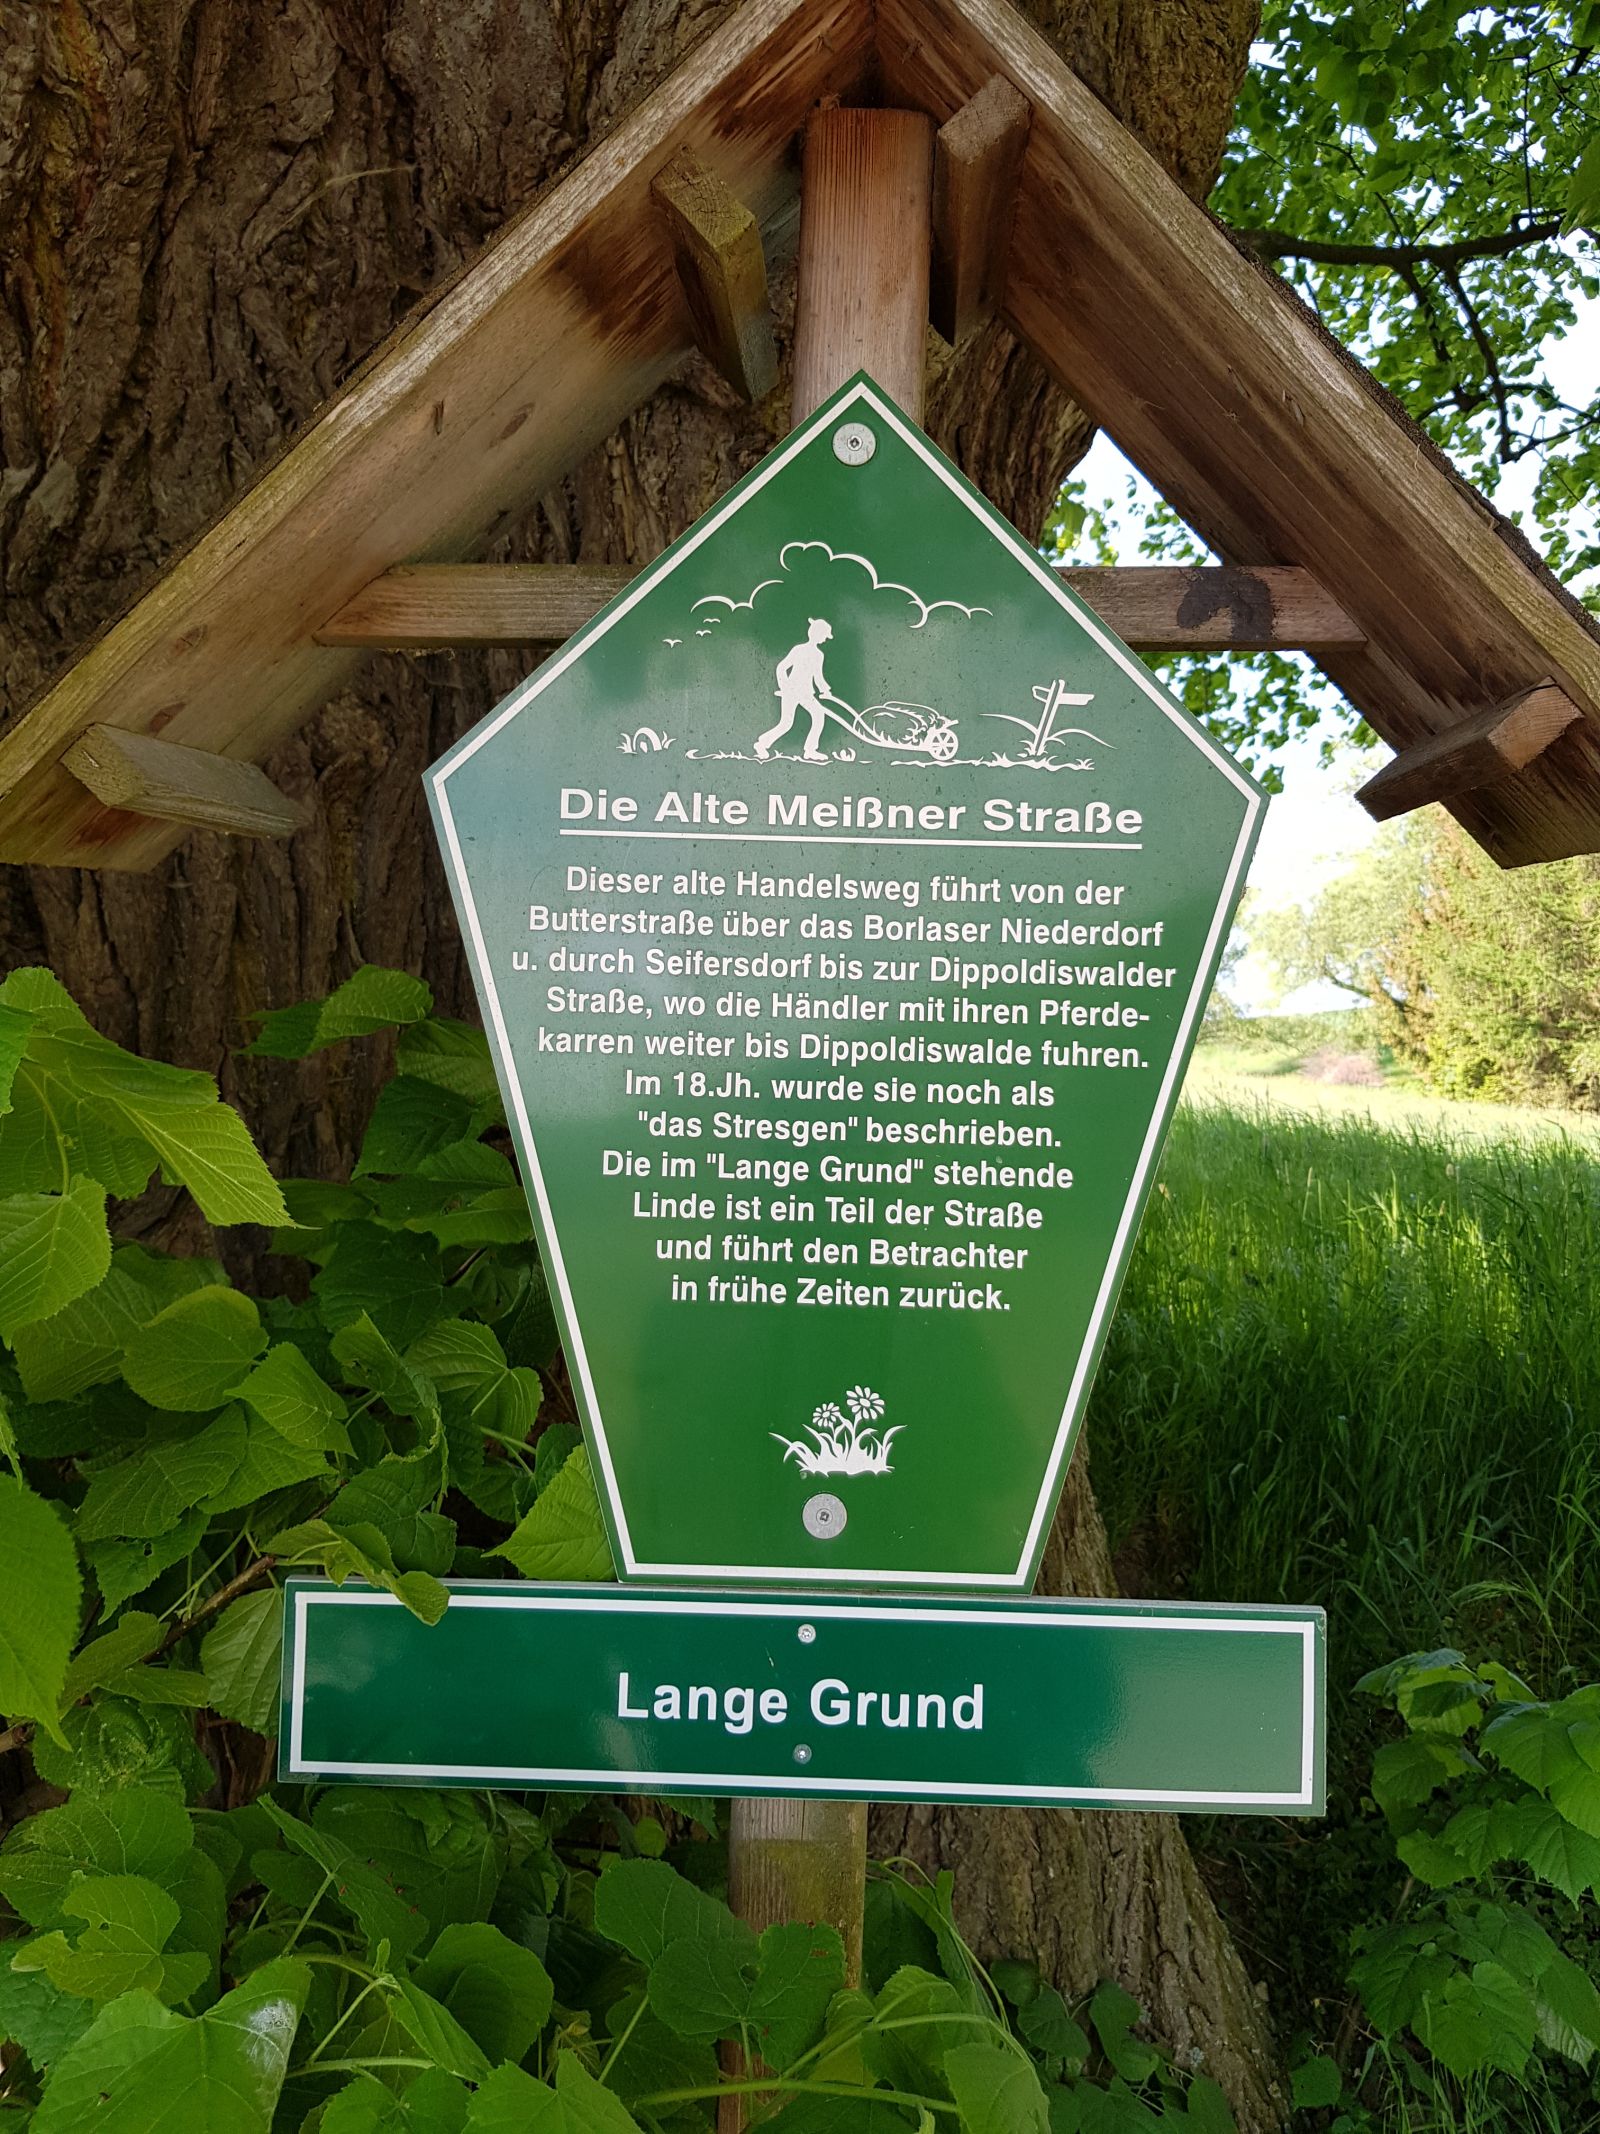 Die Alte Meißner Straße
Dieser alte Handelsweg führt von der
Butterstraße über das Borlaser Niederdorf
u. durch Seifersdorf bis zur Dippoldiswalder
Straße, wo die Händler mit ihren Pferde-
karren weiter bis Dippoldiswalde fuhren.
Im 18.Jh. wurde sie noch als
"das Stresgen" beschrieben.
Die im "Lange Grund" stehende
Linde ist ein Teil der Straße
und führt den Betrachter
in frühe Zeiten zurück.
Lange Grund